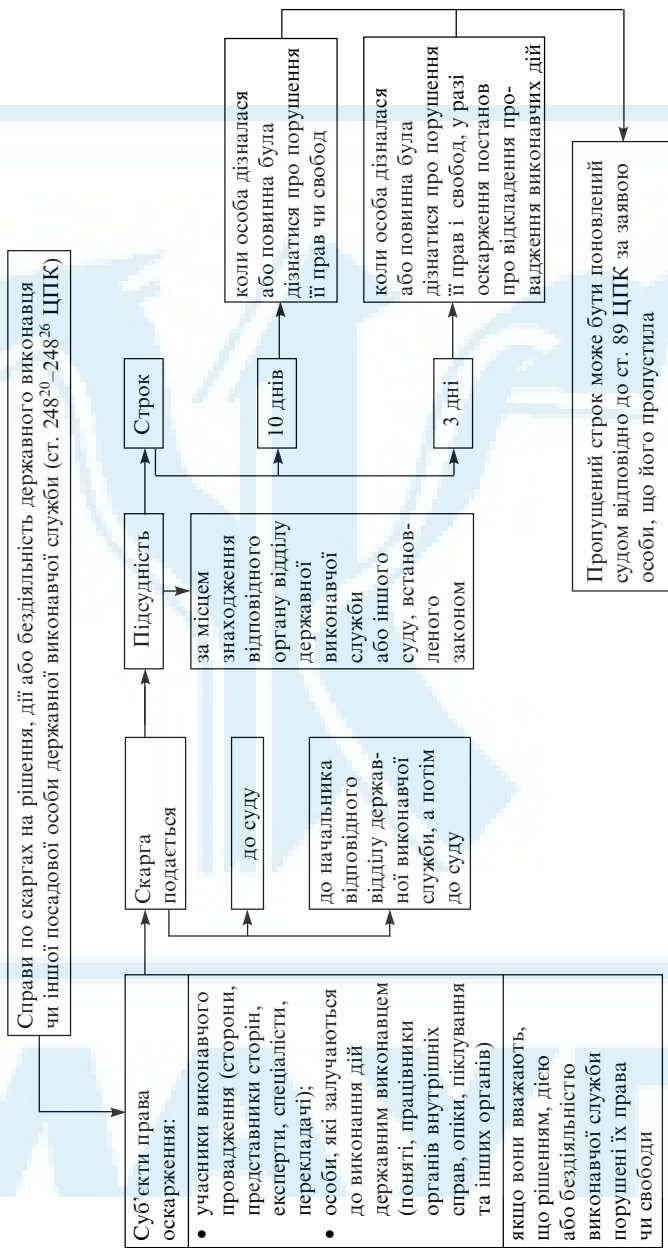 Справи по скаргах на рішення, дії або бездіяльність державного виконавця
чи іншої посадової особи державної виконавчої служби (ст. 248²⁰–248²⁶ ЦПК)
Суб'єкти права
оскарження:
• учасники виконавчого
провадження (сторони,
представники сторін,
експерти, спеціалісти,
перекладачі);
• особи, які залучаються
до виконання дій
державним виконавцем
(поняті, працівники
органів внутрішніх
справ, опіки, піклування
та інших органів)
якщо вони вважають,
що рішенням, дією
або бездіяльністю
виконавчої служби
порушені їх права
чи свободи
Скарга
подається
до суду
до начальника
відповідного
відділу держав-
ної виконавчої
служби, а потім
до суду
Підсудність
за місцем
знаходження
відповідного
органу відділу
державної
виконавчої
служби
або іншого
суду, встанов-
леного
законом
Строк
10 днів
коли особа дізналася
або повинна була
дізнатися про порушення
її прав чи свобод
3 дні
коли особа дізналася
або повинна була
дізнатися про порушення
її прав і свобод, у разі
оскарження постанов
про відкладення про-
вадження виконавчих дій
Пропущений строк може бути поновлений
судом відповідно до ст. 89 ЦПК за заявою
особи, що його пропустила